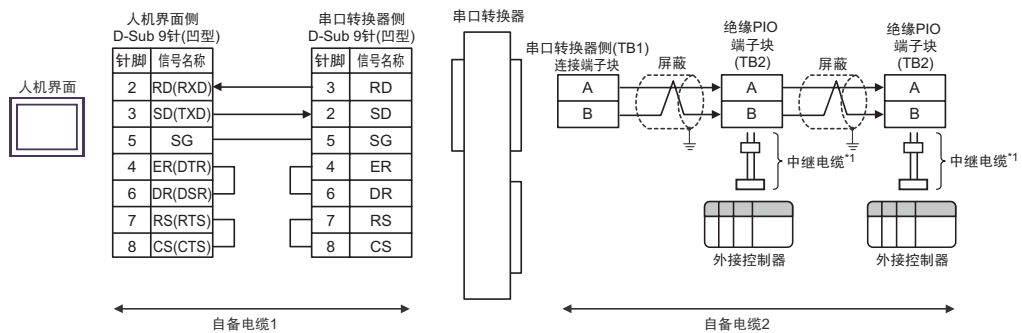 人机界面
人机界面侧
D-Sub 9针(凹型)
针脚 信号名称
2 RD(RXD)
3 SD(TXD)
5 SG
4 ER(DTR)
6 DR(DSR)
7 RS(RTS)
8 CS(CTS)
串口转换器侧
D-Sub 9针(凹型)
针脚 信号名称
3 RD
2 SD
5 SG
4 ER
6 DR
7 RS
8 CS
自备电缆1
串口转换器
串口转换器侧(TB1)
连接端子块
A
B
屏蔽
绝缘PIO
端子块
(TB2)
A
B
中继电缆*1
外接控制器
屏蔽
绝缘PIO
端子块
(TB2)
A
B
中继电缆*1
外接控制器
自备电缆2